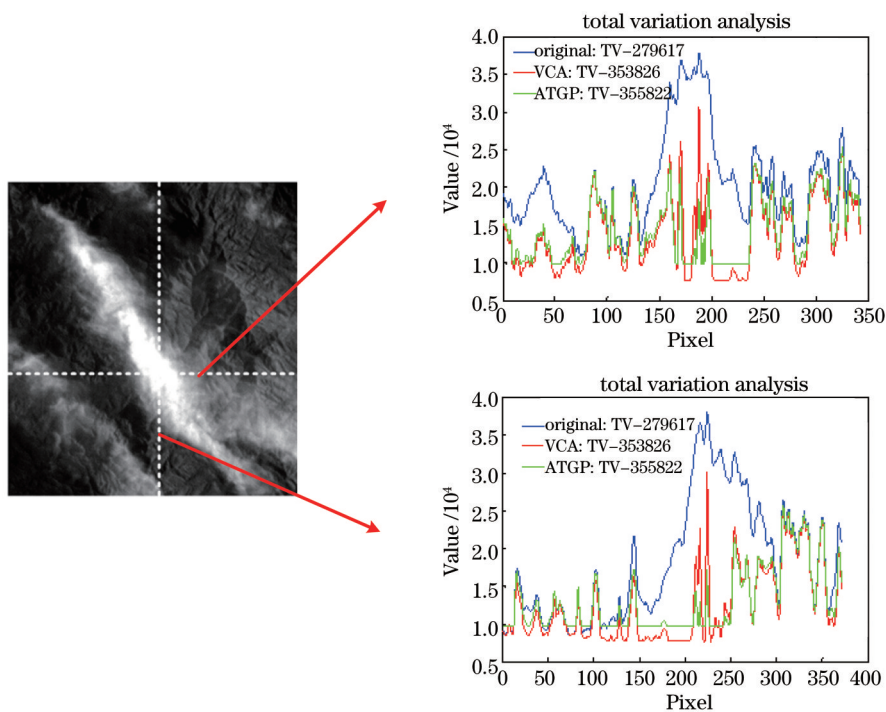 total variation analysis
4.0
3.5
3.0
2.5
2.0
1.5
1.0
0.5
Value /10⁴
original: TV−279617
VCA: TV−353826
ATGP: TV−355822
0 50 100 150 200 250 300 350
Pixel
total variation analysis
4.0
3.5
3.0
2.5
2.0
1.5
1.0
0.5
Value /10⁴
original: TV−279617
VCA: TV−353826
ATGP: TV−355822
0 50 100 150 200 250 300 350 400
Pixel